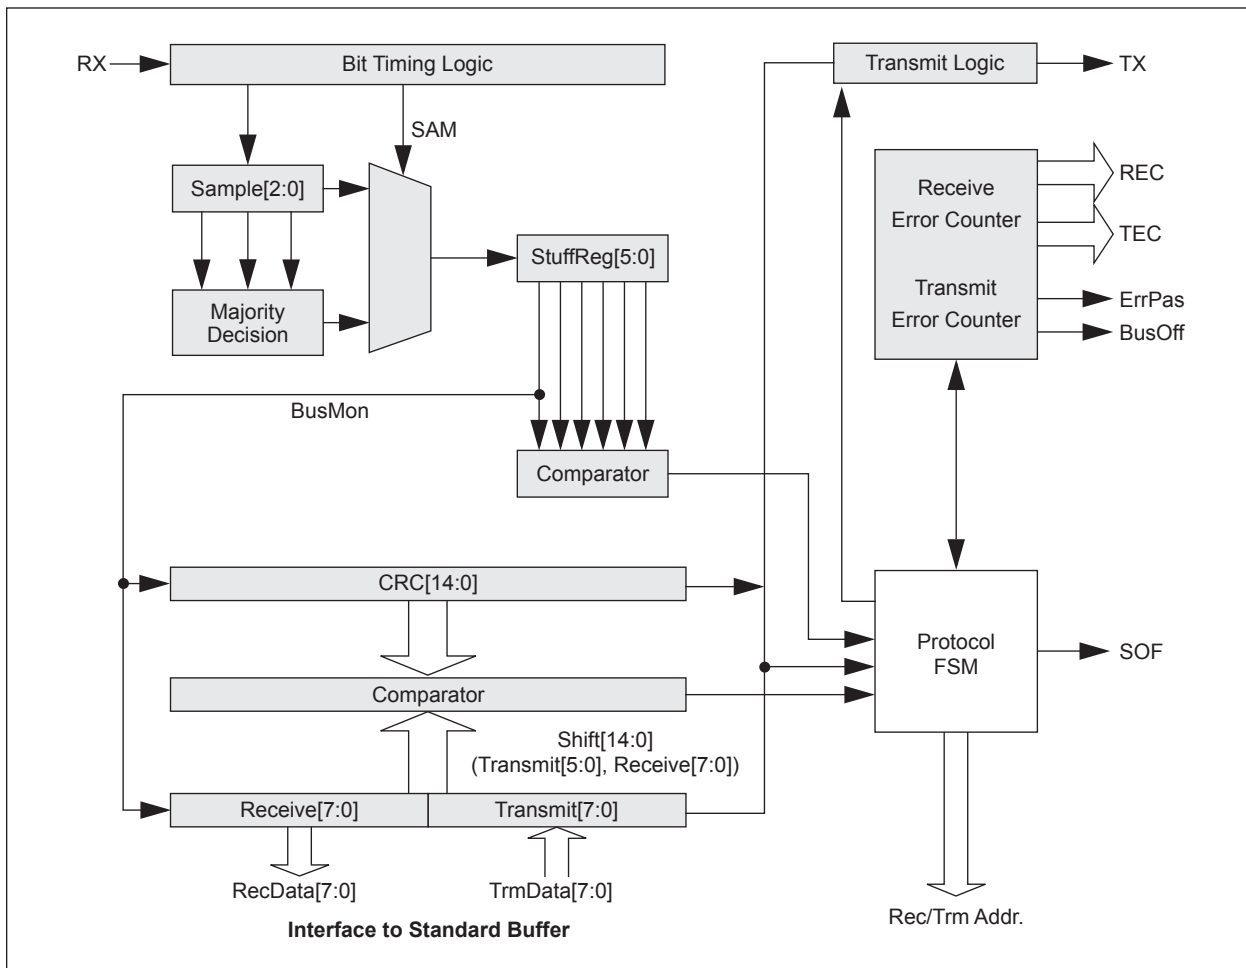 RX
Bit Timing Logic
Transmit Logic
TX
SAM
Sample[2:0]
Receive
Error Counter
REC
TEC
StuffReg[5:0]
Majority
Decision
Transmit
Error Counter
ErrPas
BusOff
BusMon
Comparator
CRC[14:0]
Protocol
FSM
SOF
Comparator
Shift[14:0]
(Transmit[5:0], Receive[7:0])
Receive[7:0]
Transmit[7:0]
RecData[7:0]
TrmData[7:0]
Rec/Trm Addr.
Interface to Standard Buffer